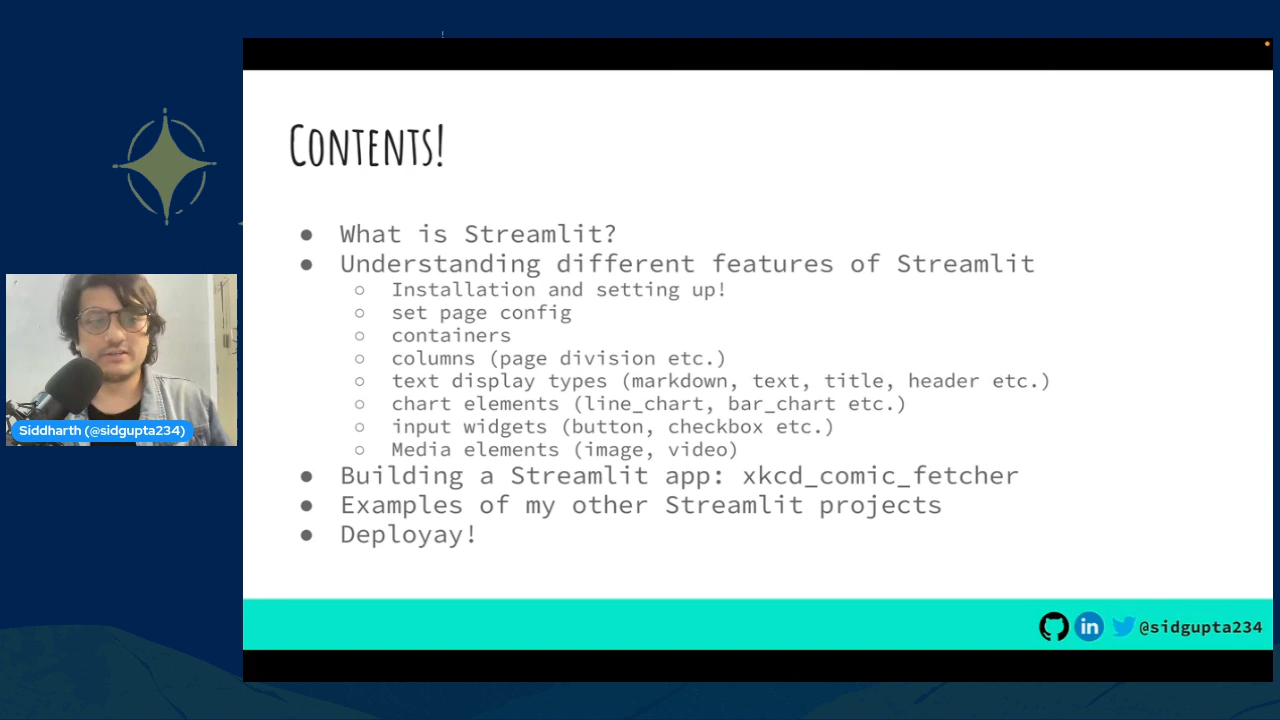 Contents!
● What is Streamlit?
● Understanding different features of Streamlit
○ Installation and setting up!
○ set page config
○ containers
○ columns (page division etc.)
○ text display types (markdown, text, title, header etc.)
○ chart elements (line_chart, bar_chart etc.)
○ input widgets (button, checkbox etc.)
○ Media elements (image, video)
● Building a Streamlit app: xkcd_comic_fetcher
● Examples of my other Streamlit projects
● Deployay!
Siddharth (@sidgupta234)
in @sidgupta234